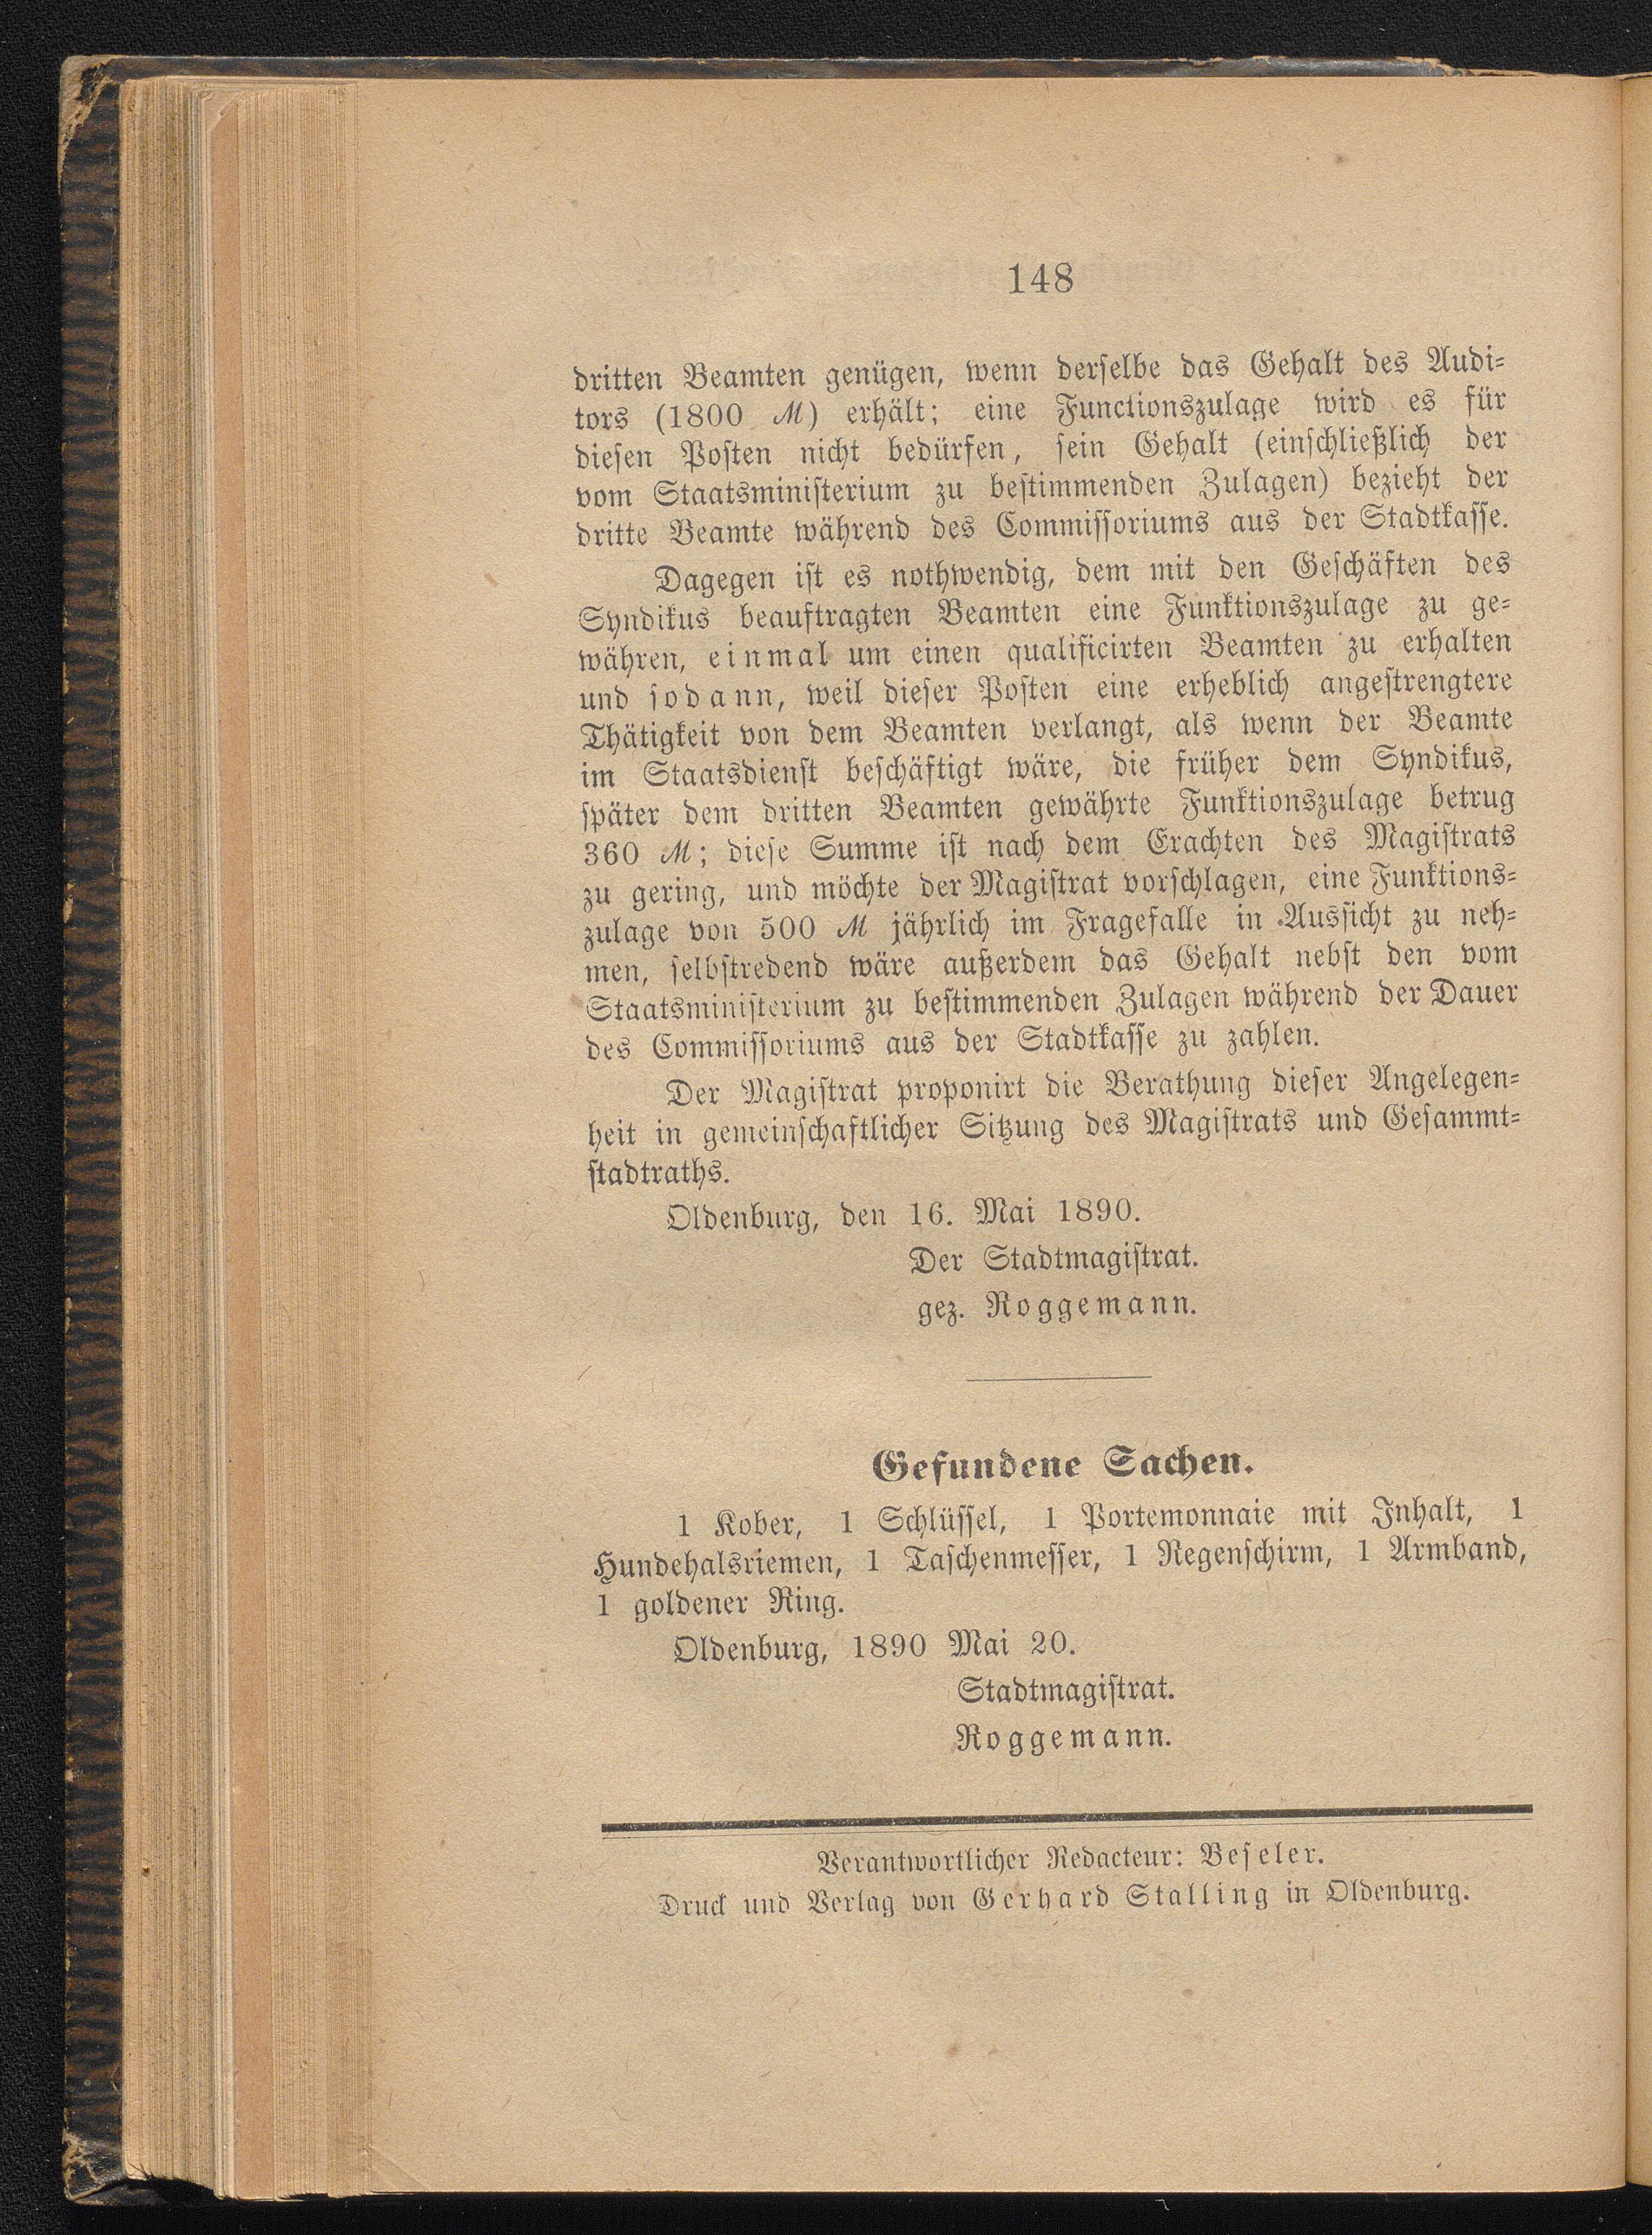 148
dritten Beamten genügen, wenn derselbe das Gehalt des Audi-
tors (1800 ℳ) erhält; eine Functionszulage wird es für
diesen Posten nicht bedürfen, sein Gehalt (einschließlich der
vom Staatsministerium zu bestimmenden Zulagen) bezieht der
dritte Beamte während des Commissoriums aus der Stadtkasse.
Dagegen ist es nothwendig, dem mit den Geschäften des
Syndikus beauftragten Beamten eine Funktionszulage zu ge-
währen, einmal um einen qualificirten Beamten zu erhalten
und sodann, weil dieser Posten eine erheblich angestrengtere
Thätigkeit von dem Beamten verlangt, als wenn der Beamte
im Staatsdienst beschäftigt wäre, die früher dem Syndikus,
später dem dritten Beamten gewährte Funktionszulage betrug
360 ℳ; diese Summe ist nach dem Erachten des Magistrats
zu gering, und möchte der Magistrat vorschlagen, eine Funktions-
zulage von 500 ℳ jährlich im Fragefalle in Aussicht zu neh-
men, selbstredend wäre außerdem das Gehalt nebst den vom
Staatsministerium zu bestimmenden Zulagen während der Dauer
des Commissoriums aus der Stadtkasse zu zahlen.
Der Magistrat proponirt die Berathung dieser Angelegen-
heit in gemeinschaftlicher Sitzung des Magistrats und Gesammt-
stadtraths.
Oldenburg, den 16. Mai 1890.
Der Stadtmagistrat.
gez. Roggemann.
Gefundene Sachen.
1 Kober, 1 Schlüssel, 1 Portemonnaie mit Inhalt, 1
Hundehalsriemen, 1 Taschenmesser, 1 Regenschirm, 1 Armband,
1 goldener Ring.
Oldenburg, 1890 Mai 20.
Stadtmagistrat.
Roggemann.
Verantwortlicher Redacteur: Beseler.
Druck und Verlag von Gerhard Stalling in Oldenburg.